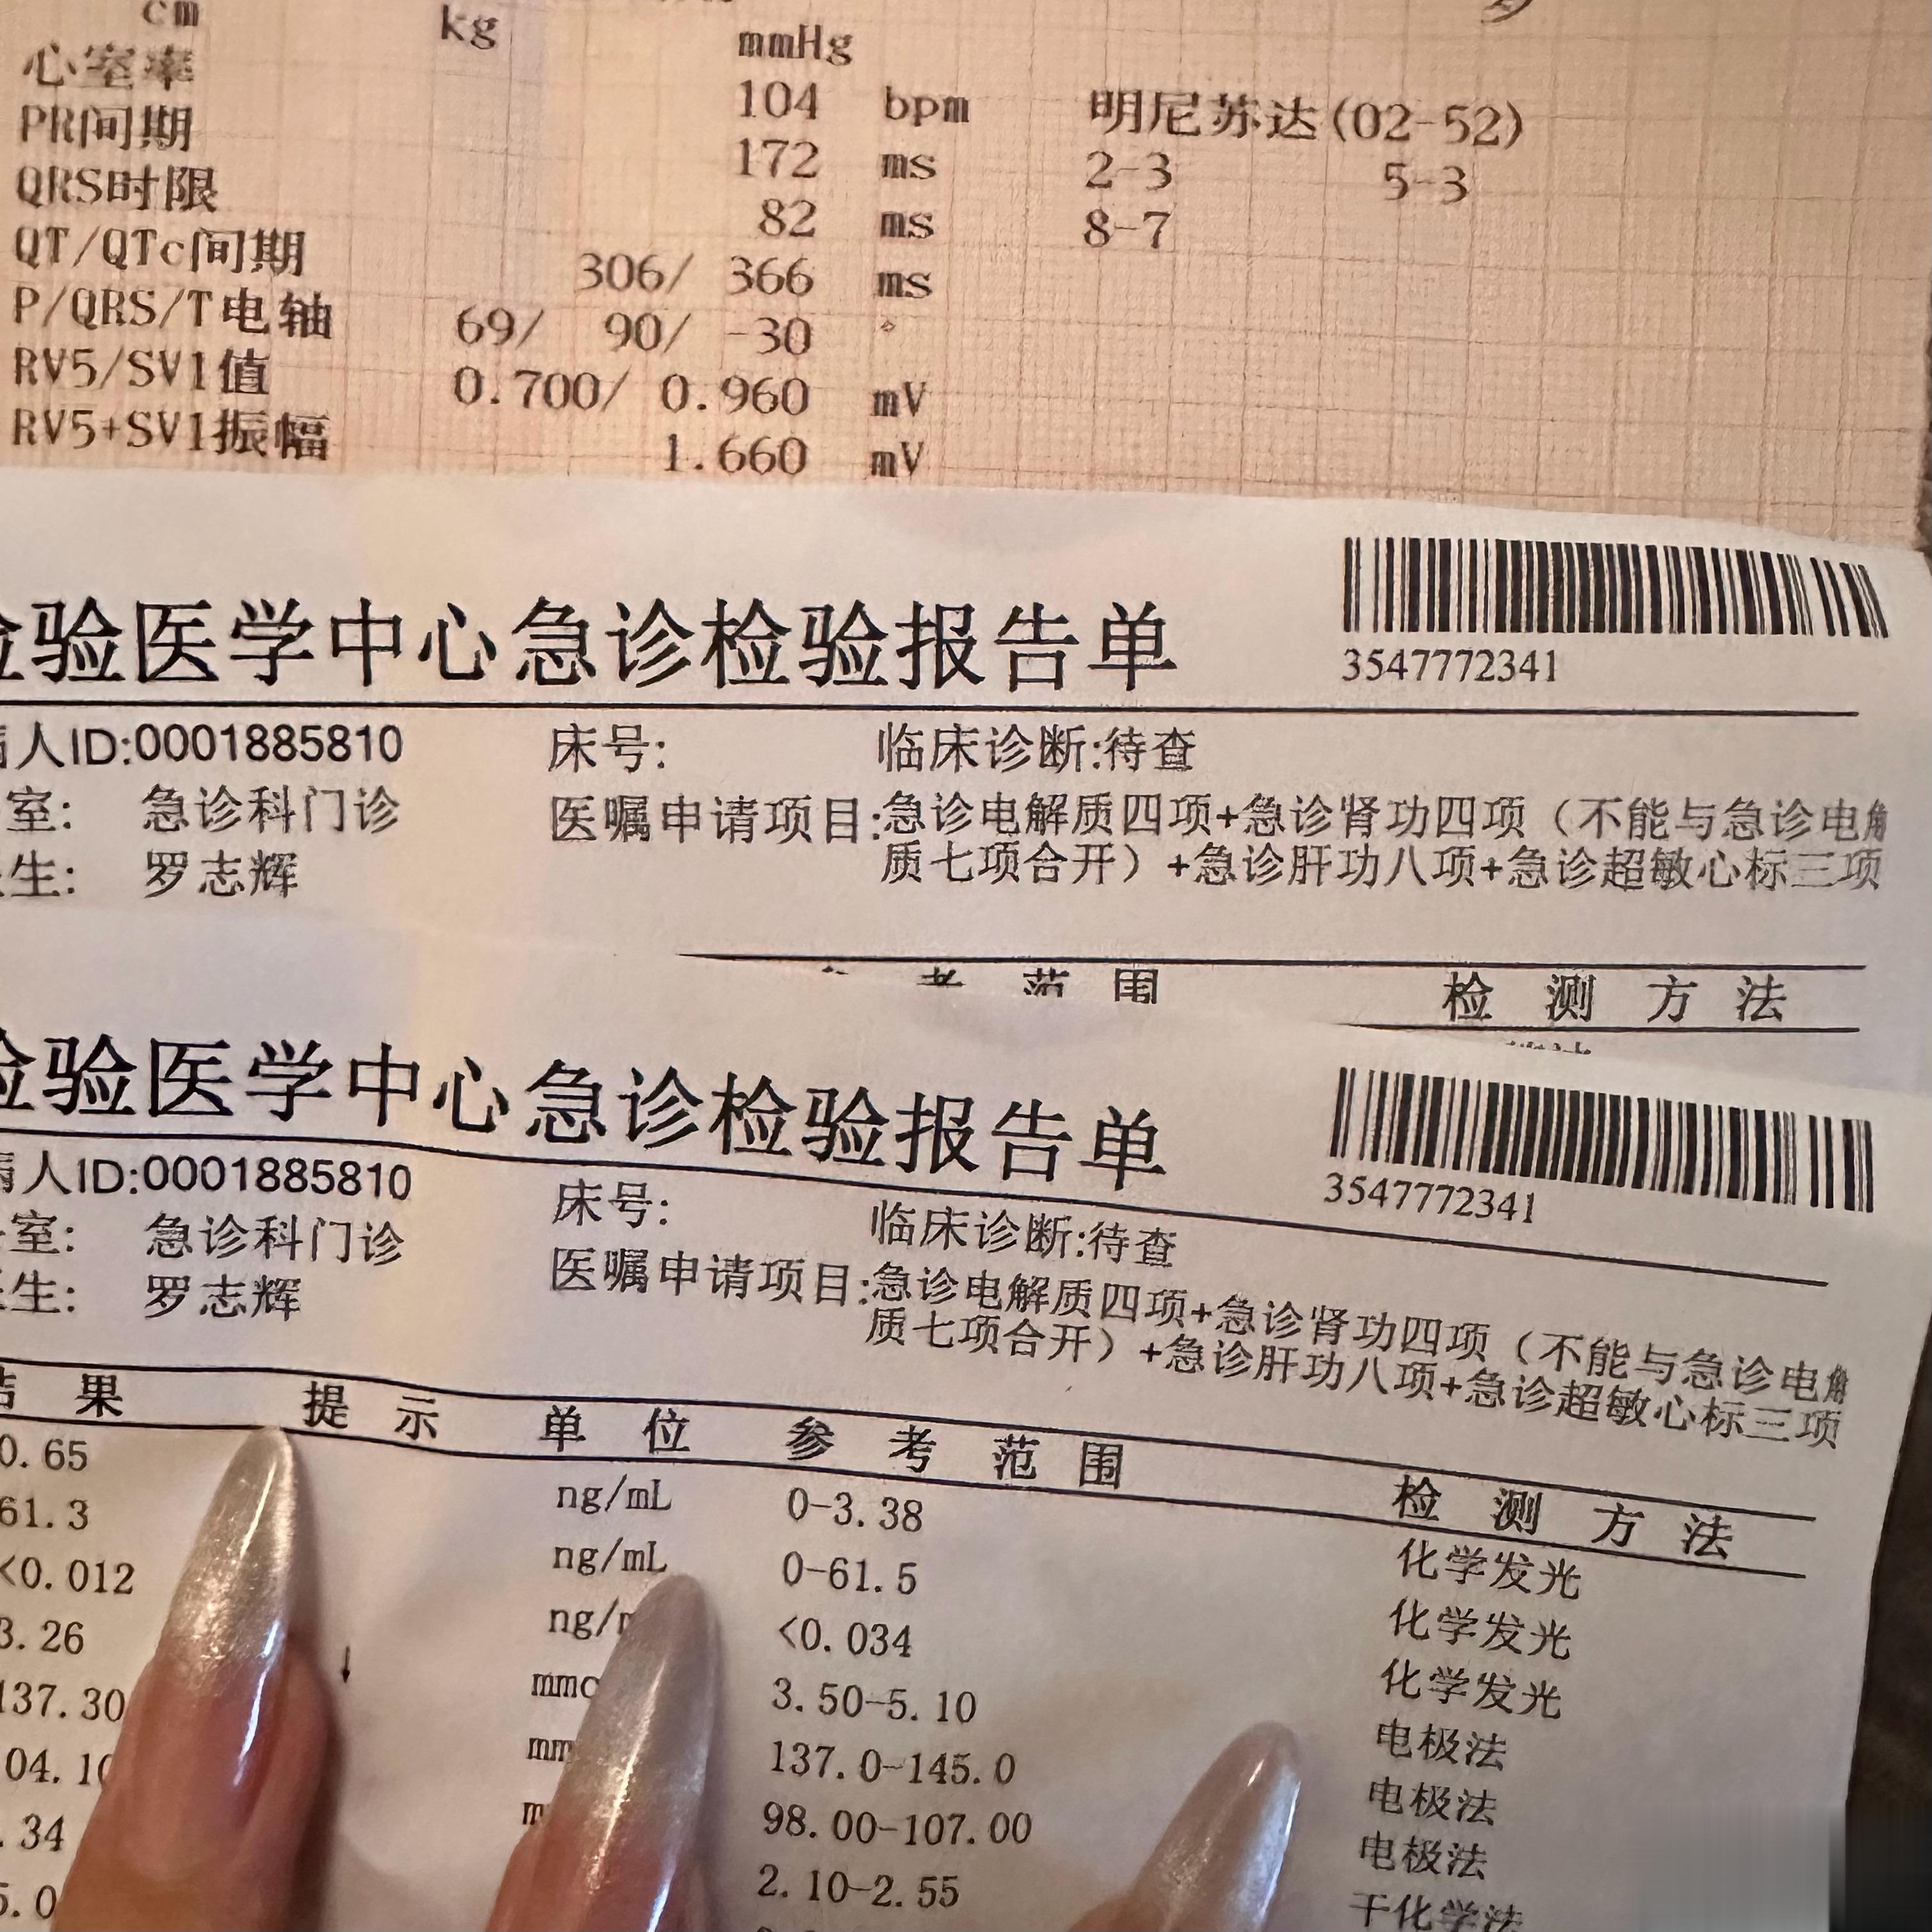 cm kg mmHg
心室率 104 bpm 明尼苏达(02-52)
PR间期 172 ms 2-3 5-3
QRS时限 82 ms 8-7
QT/QTc间期 306/ 366 ms
P/QRS/T电轴 69/ 90/ -30 °
RV5/SV1值 0.700/ 0.960 mV
RV5+SV1振幅 1.660 mV
验医学中心急诊检验报告单
3547772341
人ID:0001885810 床号: 临床诊断:待查
室: 急诊科门诊 医嘱申请项目:急诊电解质四项+急诊肾功四项（不能与急诊电解
生: 罗志辉 质七项合开）+急诊肝功八项+急诊超敏心标三项
考范围 检测方法
验医学中心急诊检验报告单
3547772341
人ID:0001885810 床号: 临床诊断:待查
室: 急诊科门诊 医嘱申请项目:急诊电解质四项+急诊肾功四项（不能与急诊电解
生: 罗志辉 质七项合开）+急诊肝功八项+急诊超敏心标三项
果 提示 单位 参考范围 检测方法
0.65 ng/mL 0-3.38 化学发光
61.3 ng/mL 0-61.5 化学发光
<0.012 ng/ <0.034 化学发光
3.26 ↓ 3.50-5.10 电极法
137.30 137.0-145.0 电极法
04.10 98.00-107.00 电极法
.34 2.10-2.55 干化学法
5.0